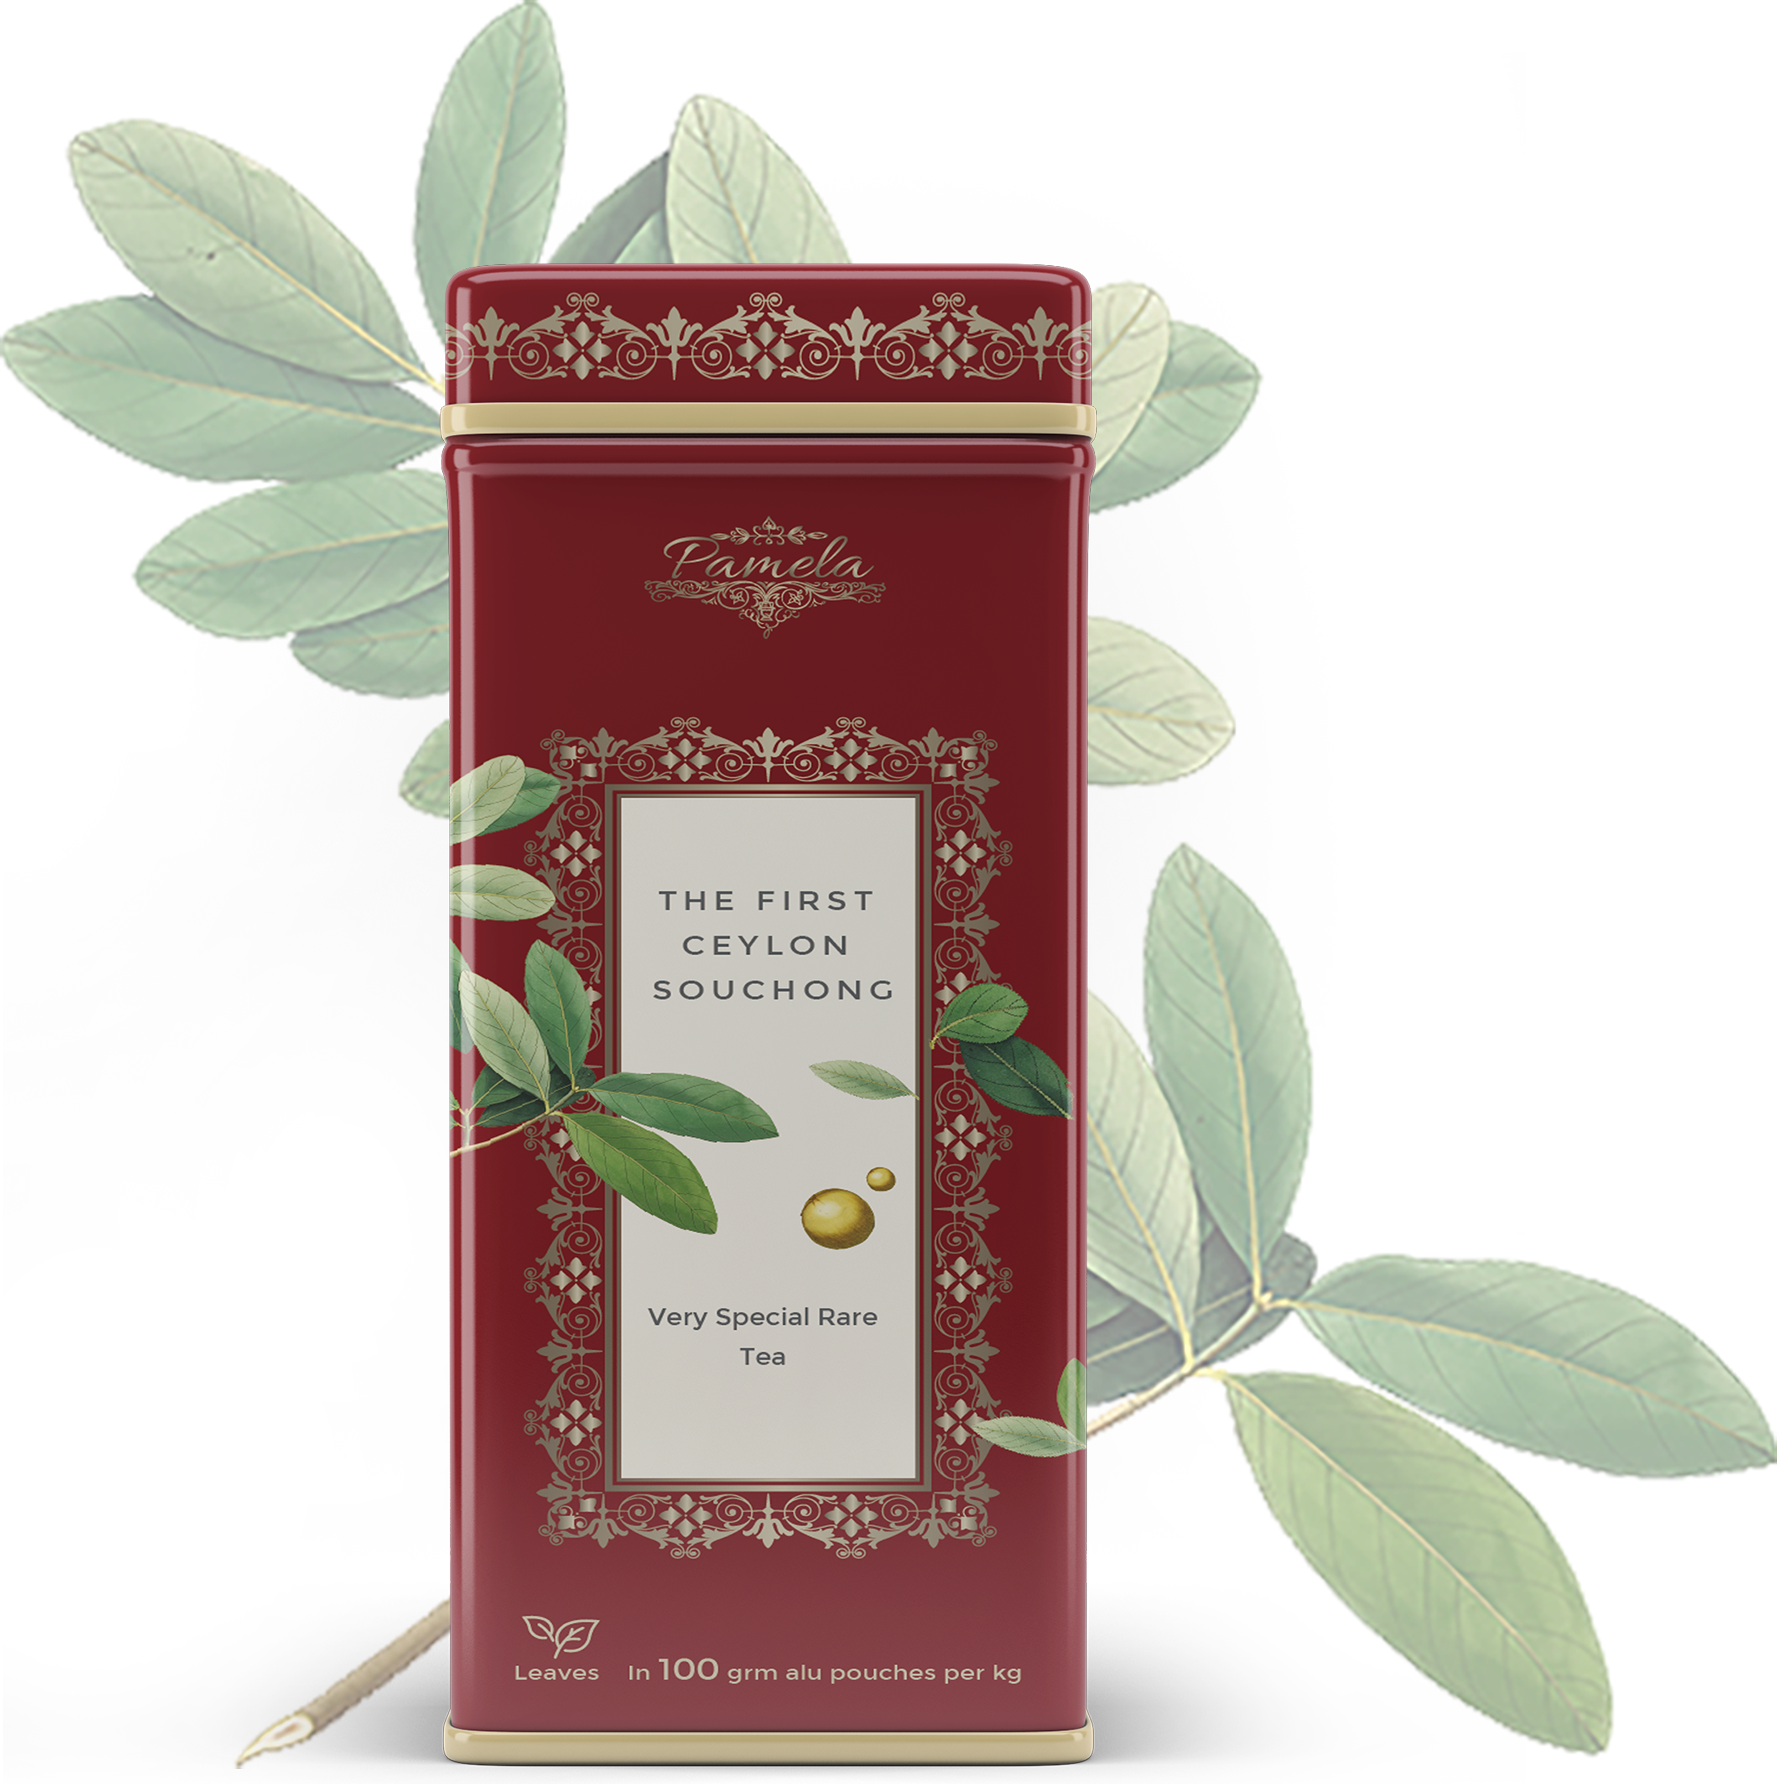 Pamela
THE FIRST
CEYLON
SOUCHONG
Very Special Rare
Tea
Leaves
In 100 grm alu pouches per kg